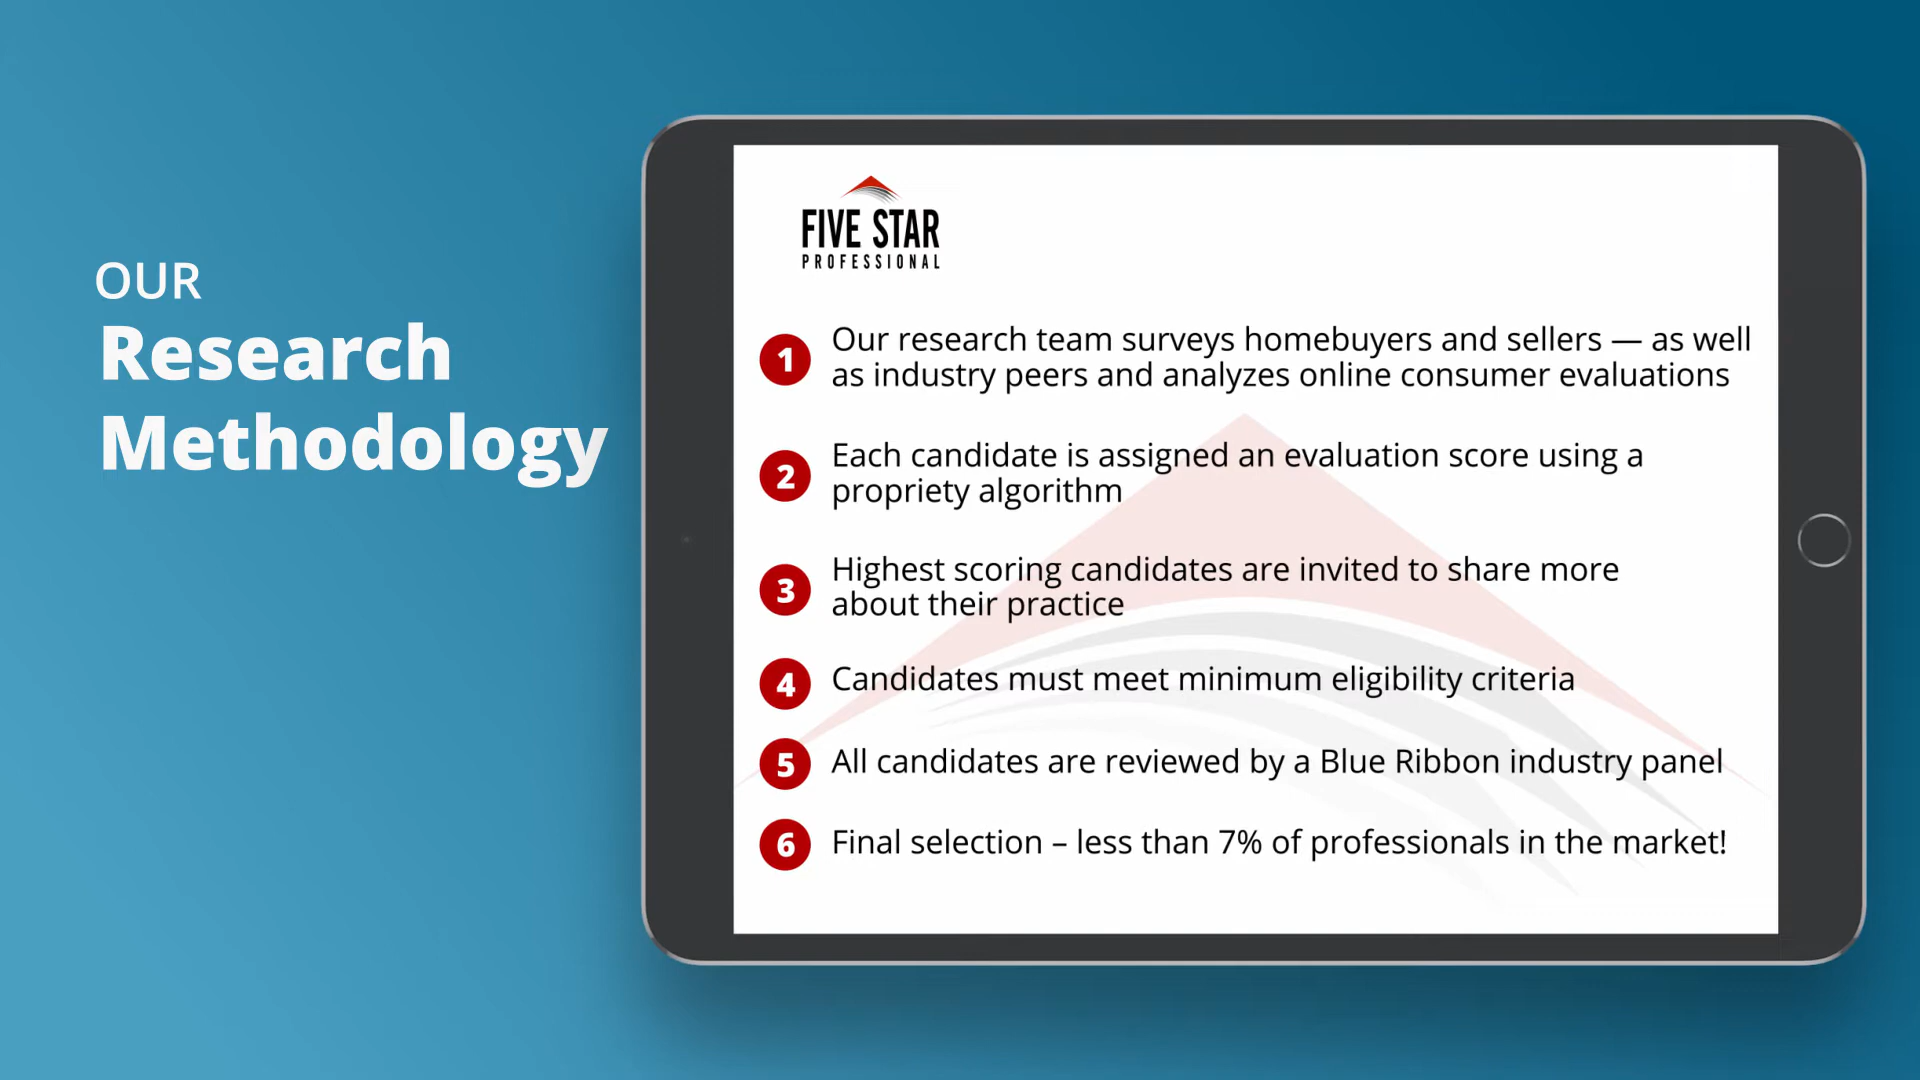 OUR
Research
Methodology
FIVE STAR
PROFESSIONAL
1 Our research team surveys homebuyers and sellers — as well
as industry peers and analyzes online consumer evaluations
2 Each candidate is assigned an evaluation score using a
propriety algorithm
3 Highest scoring candidates are invited to share more
about their practice
4 Candidates must meet minimum eligibility criteria
5 All candidates are reviewed by a Blue Ribbon industry panel
6 Final selection – less than 7% of professionals in the market!